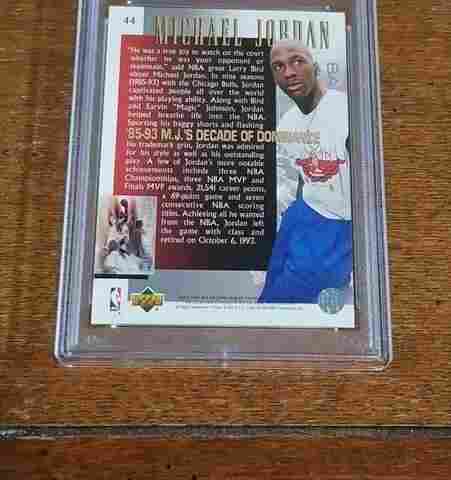 44
MICHAEL JORDAN
"He was a true joy to watch on the court
whether he was your opponent or
teammate," said NBA great Larry Bird
about Michael Jordan. In nine seasons
(1985-93) with the Chicago Bulls, Jordan
captivated people all over the world
with his playing ability. Along with Bird
and Earvin "Magic" Johnson, Jordan
helped breathe life into the NBA.
Sporting his baggy shorts and flashing
'85-93 M.J.'S DECADE OF DOMINANCE
his trademark grin, Jordan was admired
for his style as well as his outstanding
play. A few of Jordan's more notable
achievements include three NBA
Championships, three NBA MVP and
Finals MVP awards, 21,541 career points,
a 69-point game and seven
consecutive NBA scoring
titles. Achieving all he wanted
from the NBA, Jordan left
the game with class and
retired on October 6, 1993.
NBA
UPPER DECK